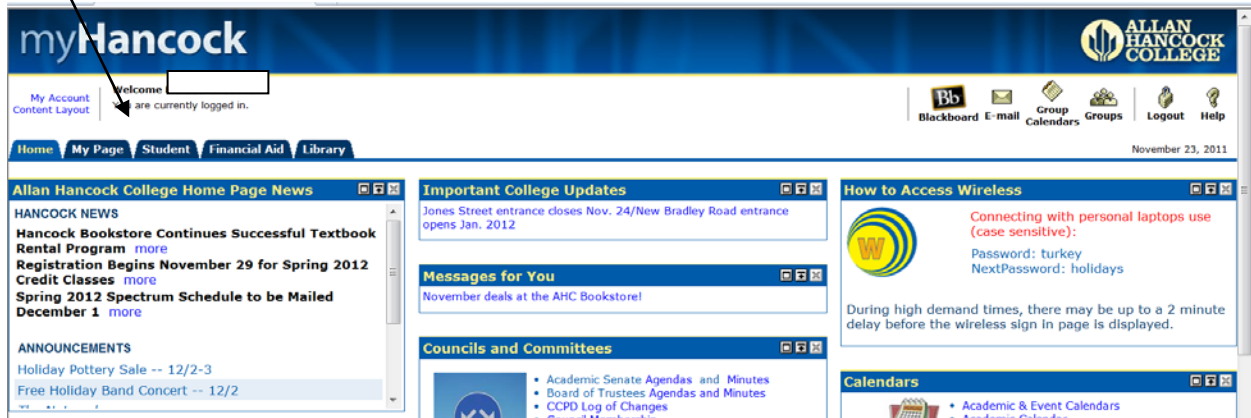 myHancock
ALLAN
HANCOCK
COLLEGE
My Account
Content Layout
Welcome
are currently logged in.
Bb
Blackboard
E-mail
Group
Calendars
Groups
Logout
Help
Home
My Page
Student
Financial Aid
Library
November 23, 2011
Allan Hancock College Home Page News
HANCOCK NEWS
Hancock Bookstore Continues Successful Textbook
Rental Program more
Registration Begins November 29 for Spring 2012
Credit Classes more
Spring 2012 Spectrum Schedule to be Mailed
December 1 more
ANNOUNCEMENTS
Holiday Pottery Sale -- 12/2-3
Free Holiday Band Concert -- 12/2
Important College Updates
Jones Street entrance closes Nov. 24/New Bradley Road entrance
opens Jan. 2012
Messages for You
November deals at the AHC Bookstore!
Councils and Committees
• Academic Senate Agendas and Minutes
• Board of Trustees Agendas and Minutes
• CCPD Log of Changes
How to Access Wireless
W
Connecting with personal laptops use
(case sensitive):
Password: turkey
NextPassword: holidays
During high demand times, there may be up to a 2 minute
delay before the wireless sign in page is displayed.
Calendars
• Academic & Event Calendars